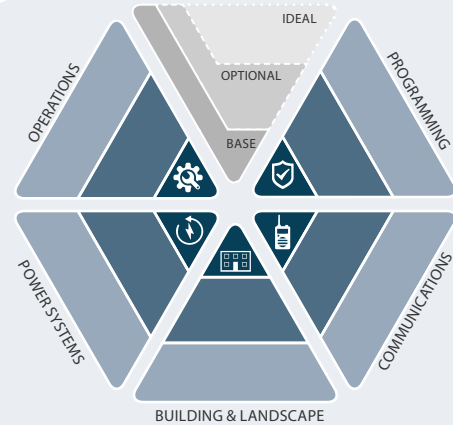 IDEAL
OPTIONAL
BASE
OPERATIONS
PROGRAMMING
POWER SYSTEMS
COMMUNICATIONS
BUILDING & LANDSCAPE